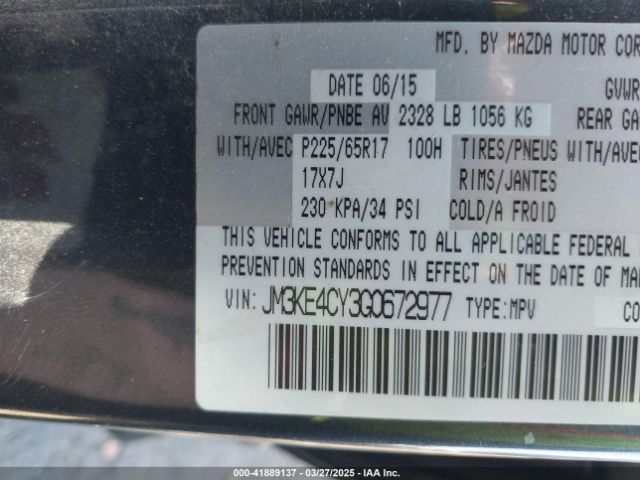 MFD. BY MAZDA MOTOR COR
DATE 06/15 GVWR
FRONT GAWR/PNBE AV 2328 LB 1056 KG REAR GA
WITH/AVEC P225/65R17 100H TIRES/PNEUS WITH/AVEC
17X7J RIMS/JANTES
230 KPA/34 PSI COLD/A FROID
THIS VEHICLE CONFORMS TO ALL APPLICABLE FEDERAL
PREVENTION STANDARDS IN EFFECT ON THE DATE OF MA
VIN: JM3KE4CY3G0672977 TYPE:MPV CO
00-41889137 - 03/27/2025 - IAA Inc.